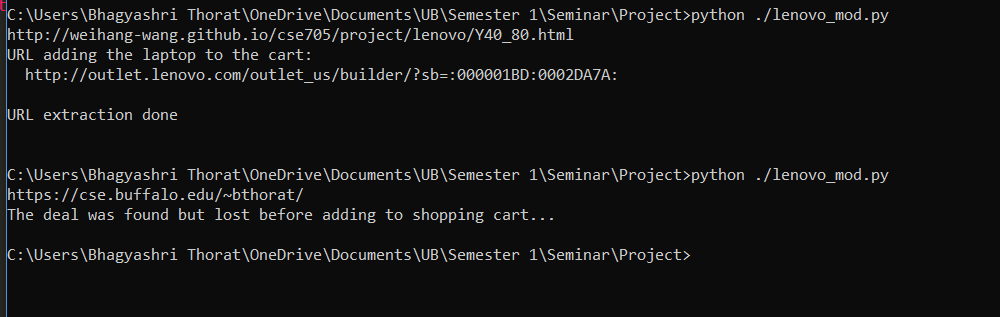 C:\Users\Bhagyashri Thorat\OneDrive\Documents\UB\Semester 1\Seminar\Project>python ./lenovo_mod.py
http://weihang-wang.github.io/cse705/project/lenovo/Y40_80.html
URL adding the laptop to the cart:
  http://outlet.lenovo.com/outlet_us/builder/?sb=:000001BD:0002DA7A:
URL extraction done
C:\Users\Bhagyashri Thorat\OneDrive\Documents\UB\Semester 1\Seminar\Project>python ./lenovo_mod.py
https://cse.buffalo.edu/~bthorat/
The deal was found but lost before adding to shopping cart...
C:\Users\Bhagyashri Thorat\OneDrive\Documents\UB\Semester 1\Seminar\Project>